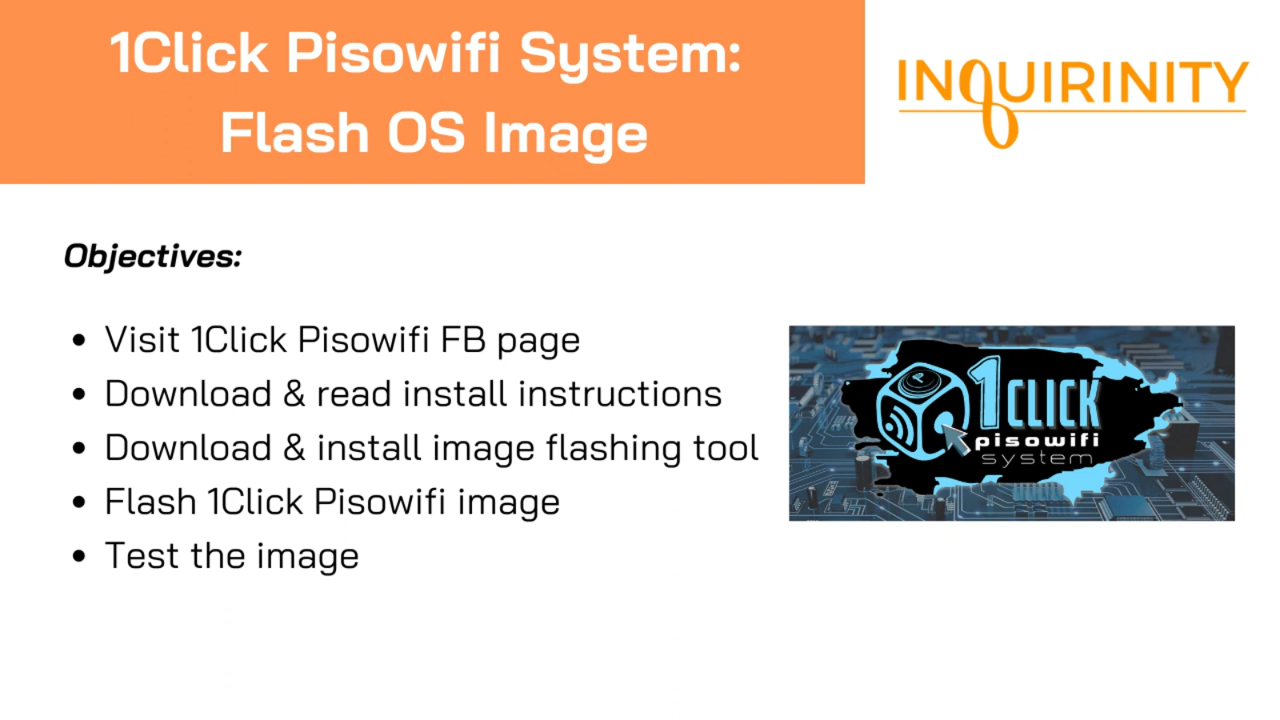 1Click Pisowifi System:
Flash OS Image
INQUIRINITY
Objectives:
• Visit 1Click Pisowifi FB page
• Download & read install instructions
• Download & install image flashing tool
• Flash 1Click Pisowifi image
• Test the image
P
1CLICK
pisowifi
system